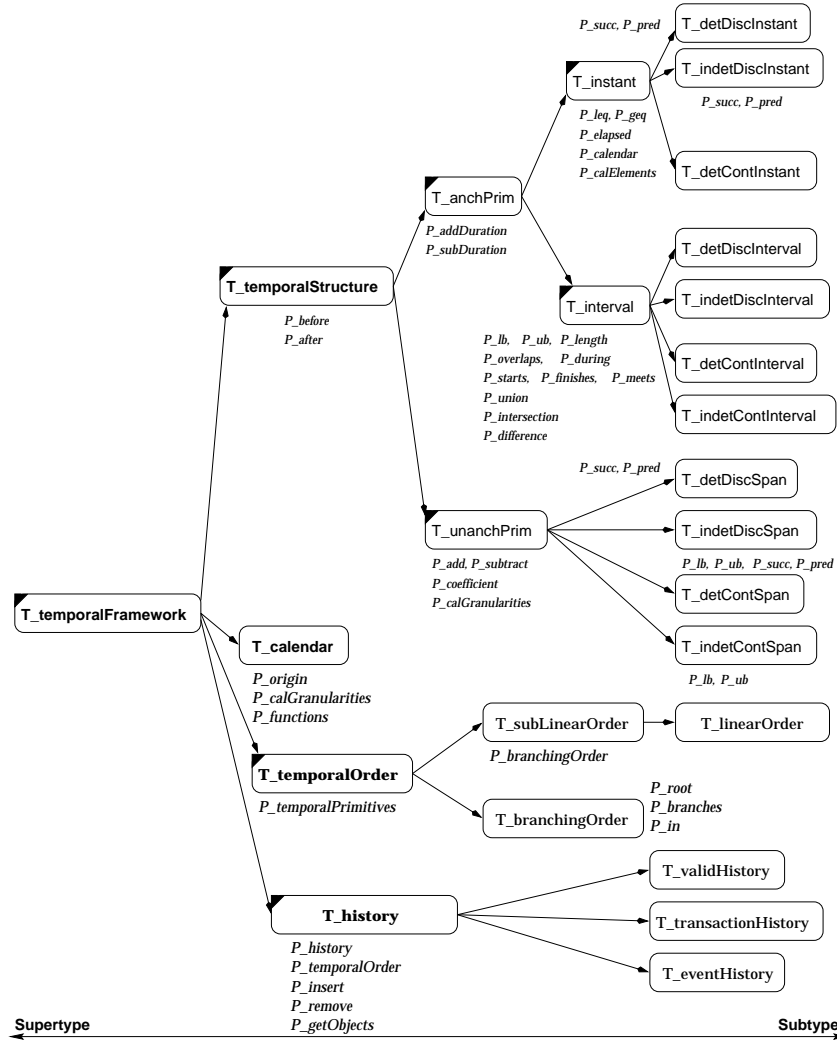 P_succ, P_pred
T_detDiscInstant
T_instant
T_indetDiscInstant
P_succ, P_pred
P_leq, P_geq
P_elapsed
P_calendar
P_calElements
T_detContInstant
T_anchPrim
P_addDuration
P_subDuration
T_detDiscInterval
T_temporalStructure
P_before
P_after
T_interval
T_indetDiscInterval
P_lb, P_ub, P_length
P_overlaps, P_during
P_starts, P_finishes, P_meets
P_union
P_intersection
P_difference
T_detContInterval
T_indetContInterval
P_succ, P_pred
T_detDiscSpan
T_unanchPrim
T_indetDiscSpan
P_add, P_subtract
P_coefficient
P_calGranularities
P_lb, P_ub, P_succ, P_pred
T_detContSpan
T_temporalFramework
T_calendar
P_origin
P_calGranularities
P_functions
T_indetContSpan
P_lb, P_ub
T_subLinearOrder
T_linearOrder
P_branchingOrder
T_temporalOrder
P_temporalPrimitives
T_branchingOrder
P_root
P_branches
P_in
T_validHistory
T_history
T_transactionHistory
P_history
P_temporalOrder
P_insert
P_remove
P_getObjects
T_eventHistory
Supertype
Subtype